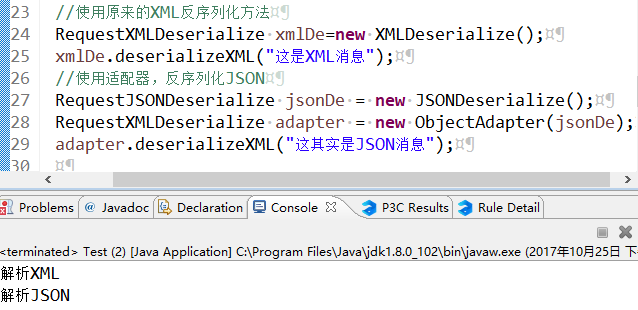 23 //使用原来的XML反序列化方法¤¶
24 RequestXMLDeserialize·xmlDe=new·XMLDeserialize();¤¶
25 xmlDe.deserializeXML("这是XML消息");¤¶
26 //使用适配器，反序列化JSON¤¶
27 RequestJSONDeserialize·jsonDe·=·new·JSONDeserialize();¤¶
28 RequestXMLDeserialize·adapter·=·new·ObjectAdapter(jsonDe);
29 adapter.deserializeXML("这其实是JSON消息");¤¶
30 ¤¶
Problems @ Javadoc Declaration Console P3C Results Rule Detail
<terminated> Test (2) [Java Application] C:\Program Files\Java\jdk1.8.0_102\bin\javaw.exe (2017年10月25日 下
解析XML
解析JSON